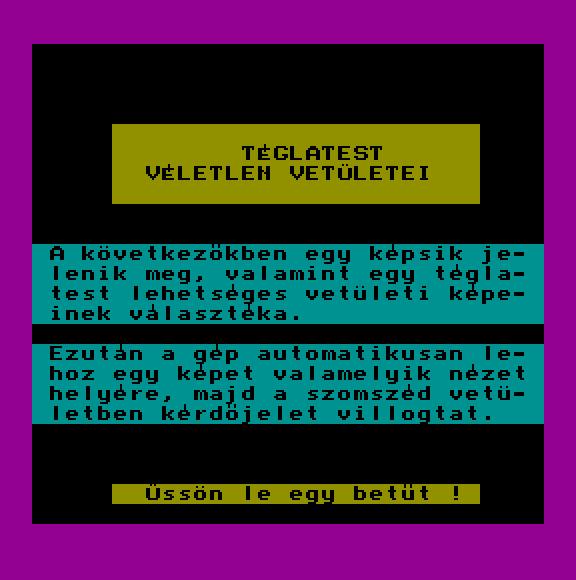 TÉGLATEST
VÉLETLEN VETÜLETEI
A következőkben egy képsik je-
lenik meg, valamint egy tégla-
test lehetséges vetületi képe-
inek választéka.
Ezután a gép automatikusan le-
hoz egy képet valamelyik nézet
helyére, majd a szomszéd vetü-
letben kérdőjelet villogtat.
Üssön le egy betűt !